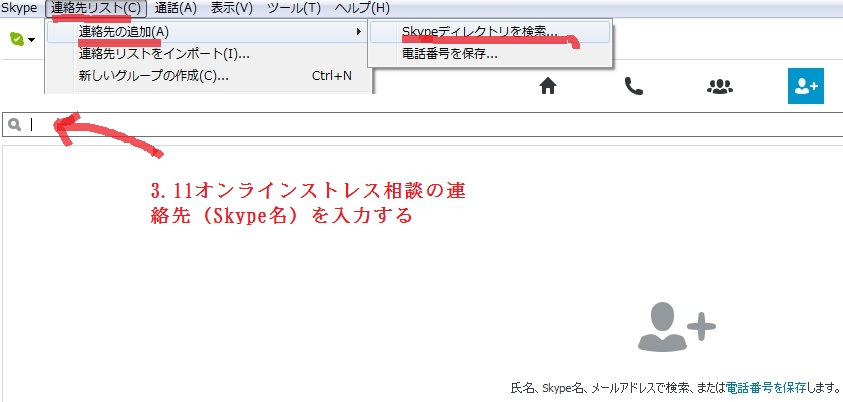 Skype 連絡先リスト(C) 通話(A) 表示(V) ツール(T) ヘルプ(H)
連絡先の追加(A) Skypeディレクトリを検索...
連絡先リストをインポート(I)... 電話番号を保存...
新しいグループの作成(C)... Ctrl+N
3.11オンラインストレス相談の連
絡先（Skype名）を入力する
氏名、Skype名、メールアドレスで検索、または電話番号を保存します。